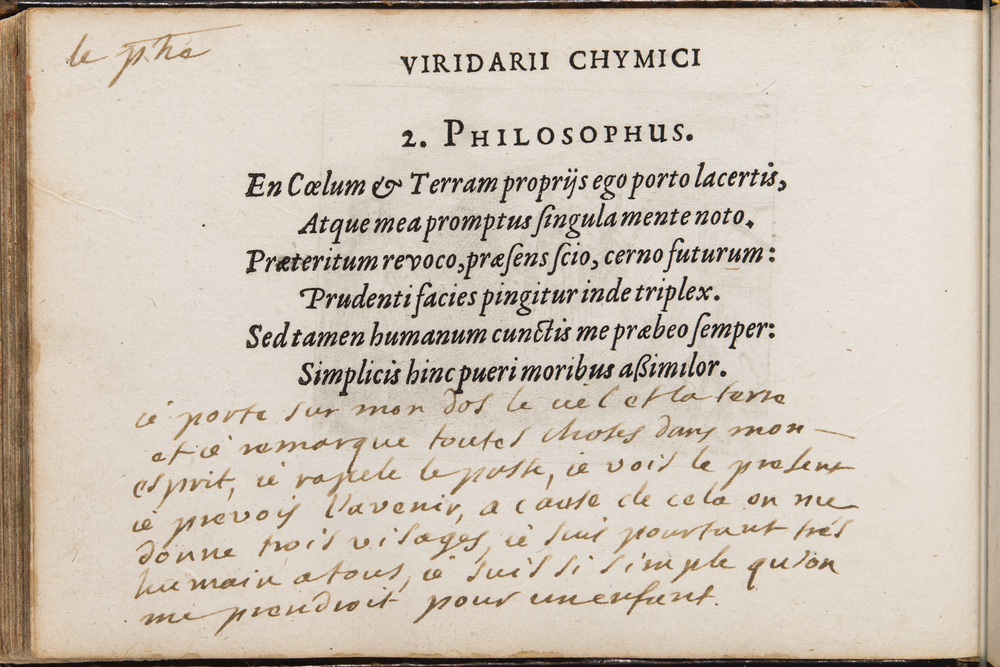 le phē
VIRIDARII CHYMICI
2. PHILOSOPHUS.
En Cœlum & Terram proprijs ego porto lacertis,
Atque mea promptus ſingula mente noto.
Præteritum revoco, præſens ſcio, cerno futurum:
Prudenti facies pingitur inde triplex.
Sed tamen humanum cunctis me præbeo ſemper:
Simplicis hinc pueri moribus aßimilor.
ie porte sur mon dos le ciel et la terre
et ie remarque toutes choses dans mon
esprit, ie rapele le passe, ie vois le present
ie prevois l'avenir, a cause de cela on me
donne trois visages, ie suis pourtant trés
humain a tous, ie suis si simple qu'on
me prendroit pour un enfant.